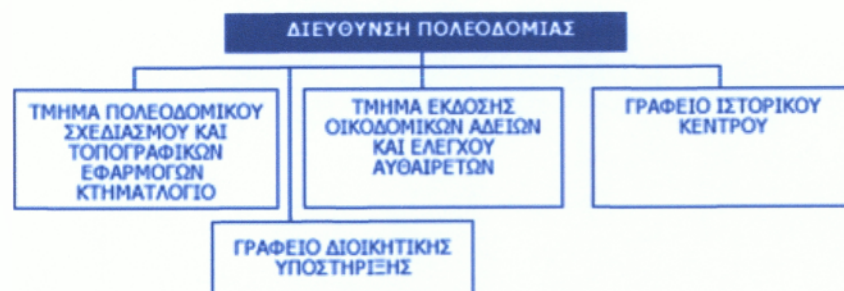 ΔΙΕΥΘΥΝΣΗ ΠΟΛΕΟΔΟΜΙΑΣ
ΤΜΗΜΑ ΠΟΛΕΟΔΟΜΙΚΟΥ
ΣΧΕΔΙΑΣΜΟΥ ΚΑΙ
ΤΟΠΟΓΡΑΦΙΚΩΝ
ΕΦΑΡΜΟΓΩΝ
ΚΤΗΜΑΤΛΟΓΙΟ
ΤΜΗΜΑ ΕΚΔΟΣΗΣ
ΟΙΚΟΔΟΜΙΚΩΝ ΑΔΕΙΩΝ
ΚΑΙ ΕΛΕΓΧΟΥ
ΑΥΘΑΙΡΕΤΩΝ
ΓΡΑΦΕΙΟ ΙΣΤΟΡΙΚΟΥ
ΚΕΝΤΡΟΥ
ΓΡΑΦΕΙΟ ΔΙΟΙΚΗΤΙΚΗΣ
ΥΠΟΣΤΗΡΙΞΗΣ